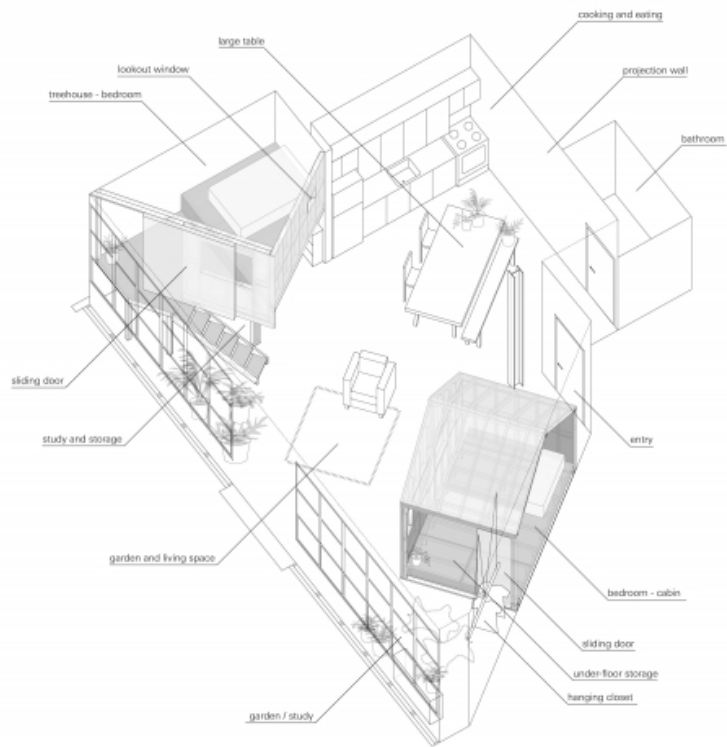 cooking and eating
large table
lookout window
projection wall
treehouse - bedroom
bathroom
sliding door
study and storage
entry
garden and living space
bedroom - cabin
sliding door
under-floor storage
hanging closet
garden / study